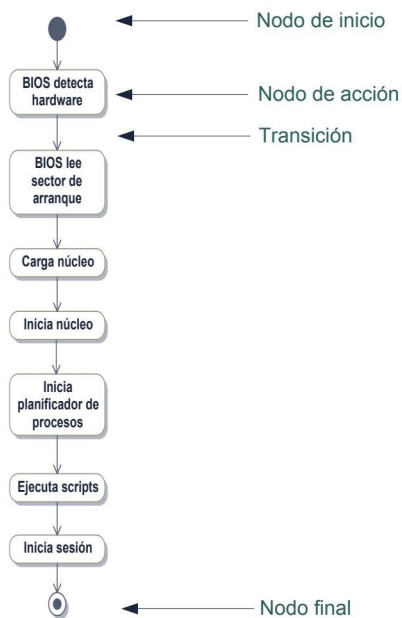 Nodo de inicio
BIOS detecta
hardware
Nodo de acción
Transición
BIOS lee
sector de
arranque
Carga núcleo
Inicia núcleo
Inicia
planificador de
procesos
Ejecuta scripts
Inicia sesión
Nodo final